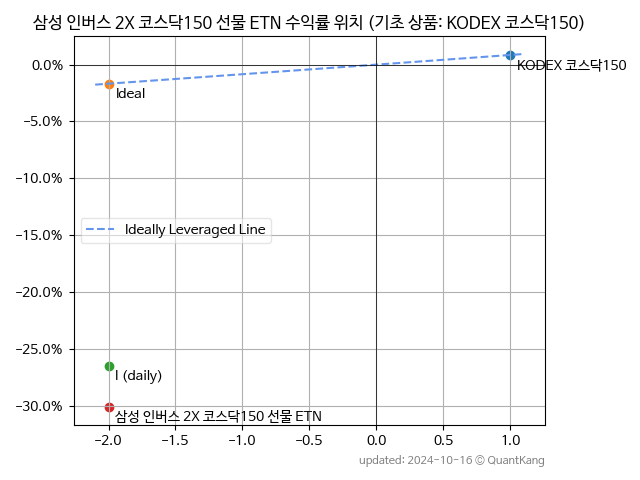 삼성 인버스 2X 코스닥150 선물 ETN 수익률 위치 (기초 상품: KODEX 코스닥150)
0.0%
KODEX 코스닥150
Ideal
−5.0%
−10.0%
Ideally Leveraged Line
−15.0%
−20.0%
−25.0%
I (daily)
−30.0%
삼성 인버스 2X 코스닥150 선물 ETN
−2.0 −1.5 −1.0 −0.5 0.0 0.5 1.0
updated: 2024-10-16 © QuantKang